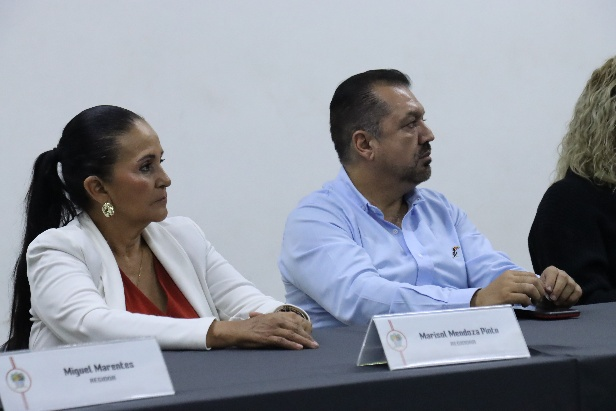 Miguel Marentes
REGIDOR
Marisol Mendoza Pinto
REGIDORA